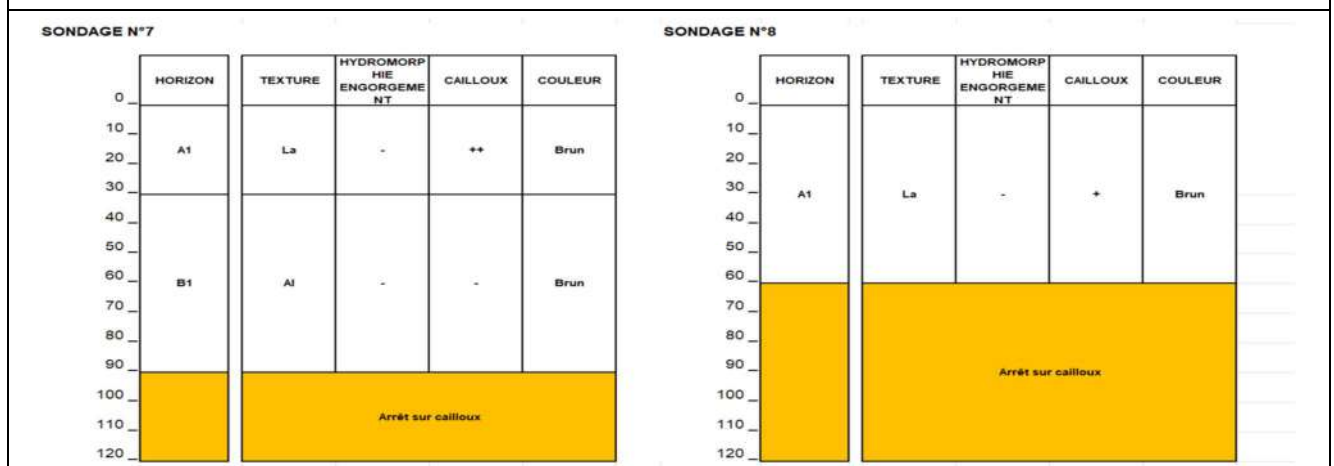 SONDAGE N°7
HORIZON
TEXTURE
HYDROMORP
HIE
ENGORGEME
NT
CAILLOUX
COULEUR
0
10
20
30
40
50
60
70
80
90
100
110
120
A1
La
-
++
Brun
B1
Al
-
-
Brun
Arrêt sur cailloux
SONDAGE N°8
HORIZON
TEXTURE
HYDROMORP
HIE
ENGORGEME
NT
CAILLOUX
COULEUR
0
10
20
30
40
50
60
70
80
90
100
110
120
A1
La
-
+
Brun
Arrêt sur cailloux